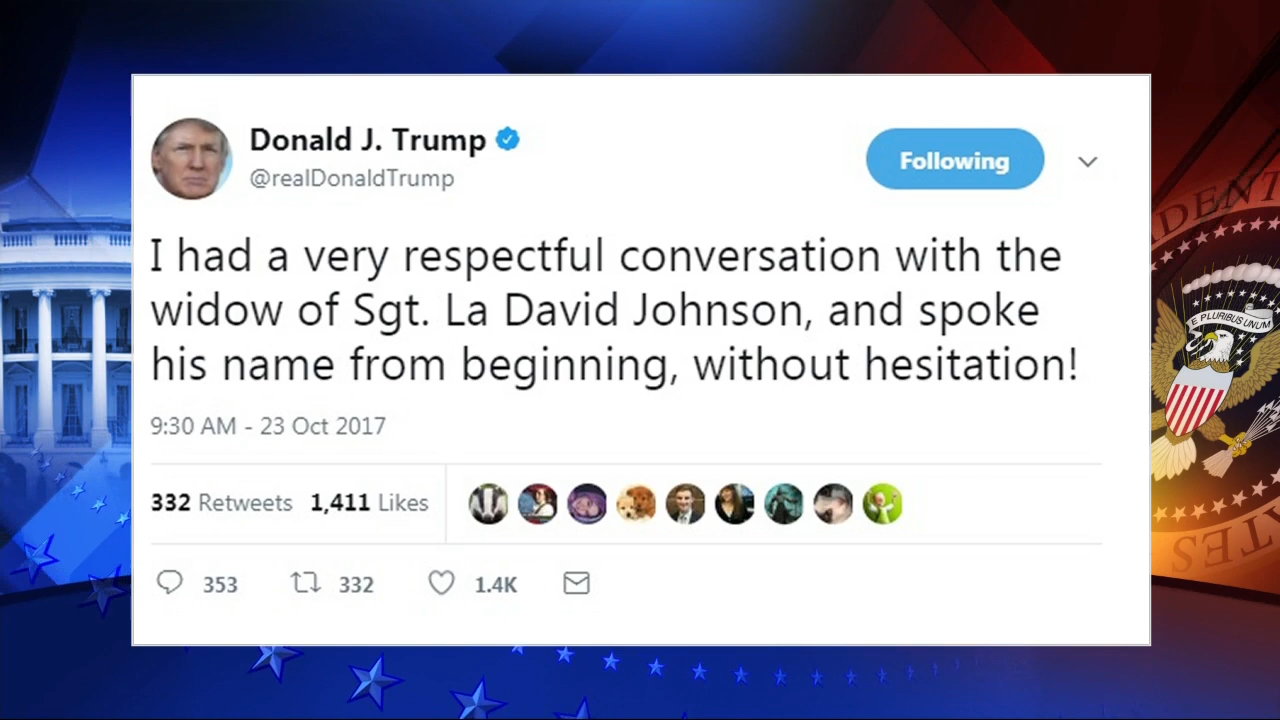 Donald J. Trump
@realDonaldTrump
Following
I had a very respectful conversation with the
widow of Sgt. La David Johnson, and spoke
his name from beginning, without hesitation!
9:30 AM - 23 Oct 2017
332 Retweets 1,411 Likes
353 332 1.4K
DENT
E PLURIBUS UNUM
ATES